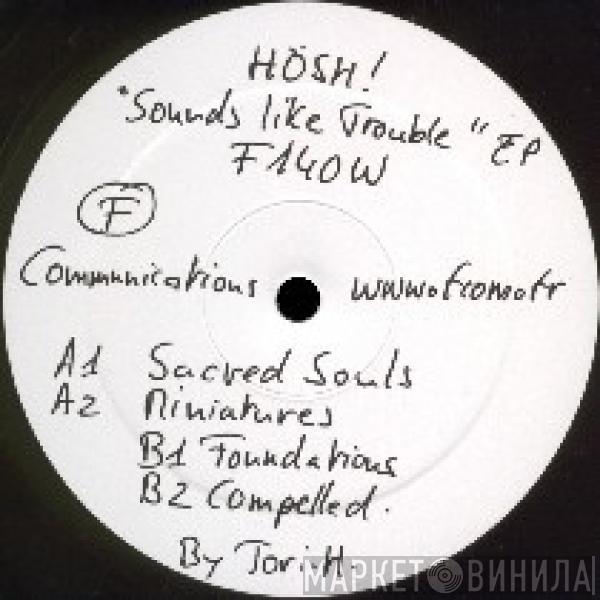 HÖSH!
"Sounds like Trouble" EP
F140W
F
Communications www.fcom.fr
A1 Sacred Souls
A2 Miniatures
B1 Foundations
B2 Compelled.
By Jori H.
МАРКЕТ ВИНИЛА